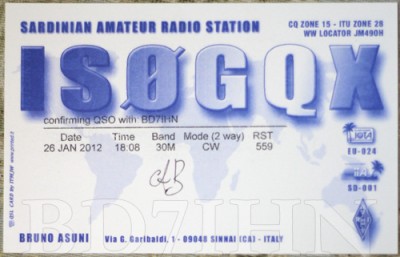 SARDINIAN AMATEUR RADIO STATION
CQ ZONE 15 - ITU ZONE 28
WW LOCATOR JM49OH
ISØGQX
confirming QSO with: BD7IHN
Date Time Band Mode (2 way) RST
26 JAN 2012 18:08 30M CW 559
IOTA
EU-024
SD-001
BD7IHN
BRUNO ASUNI Via G. Garibaldi, 1 - 09048 SINNAI (CA) - ITALY